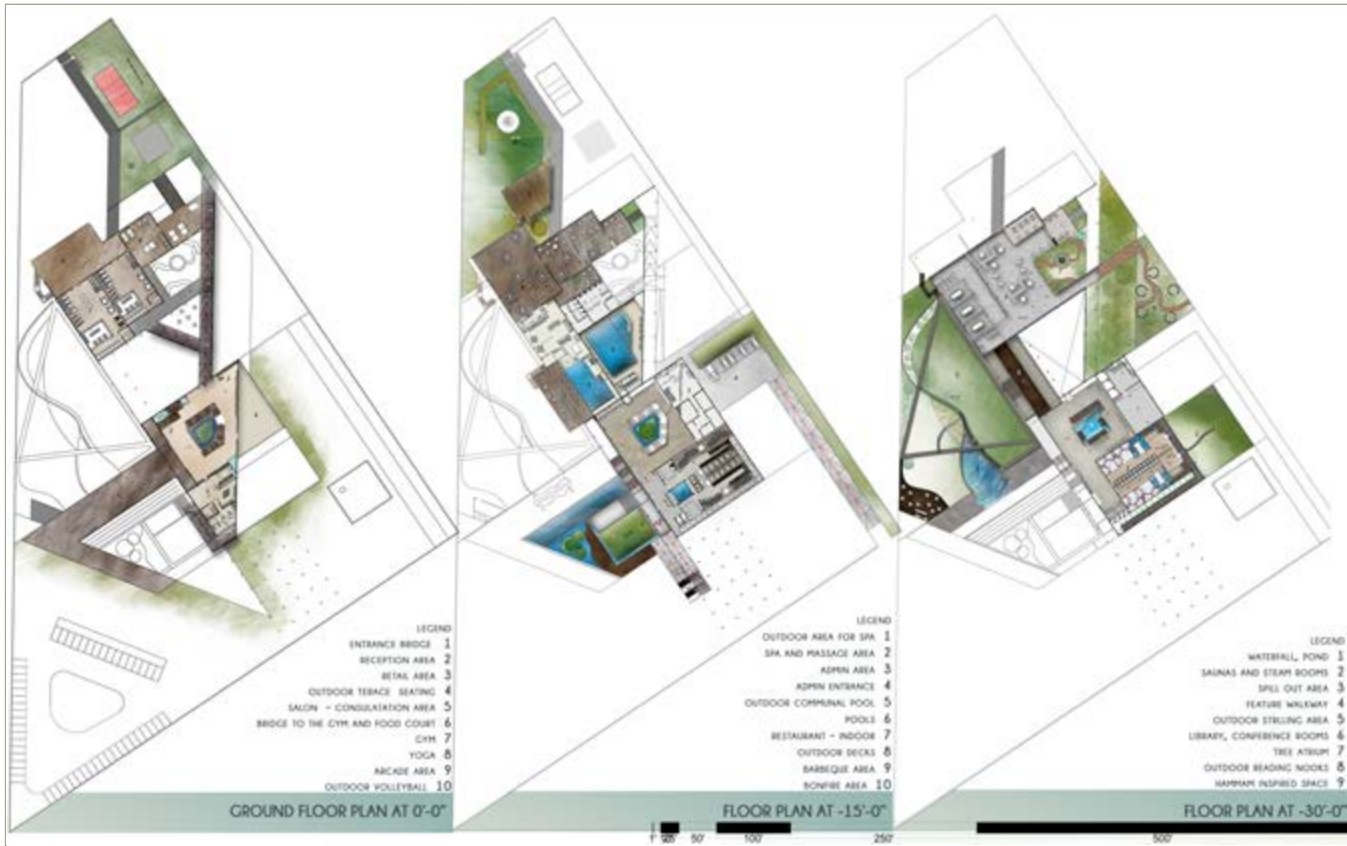 LEGEND
ENTRANCE BRIDGE 1
RECEPTION AREA 2
RETAIL AREA 3
OUTDOOR TERACE SEATING 4
SALON - CONSULATATION AREA 5
BRIDGE TO THE GYM AND FOOD COURT 6
GYM 7
YOGA 8
ARCADE AREA 9
OUTDOOR VOLLEYBALL 10
GROUND FLOOR PLAN AT 0'-0"
LEGEND
OUTDOOR AREA FOR SPA 1
SPA AND MASSAGE AREA 2
ADMIN AREA 3
ADMIN ENTRANCE 4
OUTDOOR COMMUNAL POOL 5
POOLS 6
RESTAURANT - INDOOR 7
OUTDOOR DECKS 8
BARBEQUE AREA 9
BONFIRE AREA 10
FLOOR PLAN AT -15'-0"
LEGEND
WATERFALL, POND 1
SAUNAS AND STEAM ROOMS 2
SPILL OUT AREA 3
FEATURE WALKWAY 4
OUTDOOR STRLLING AREA 5
LIBRARY, CONFERENCE ROOMS 6
TREE ATRIUM 7
OUTDOOR READING NOOKS 8
HAMMAM INSPIRED SPACE 9
FLOOR PLAN AT -30'-0"
50' 100' 250' 500'